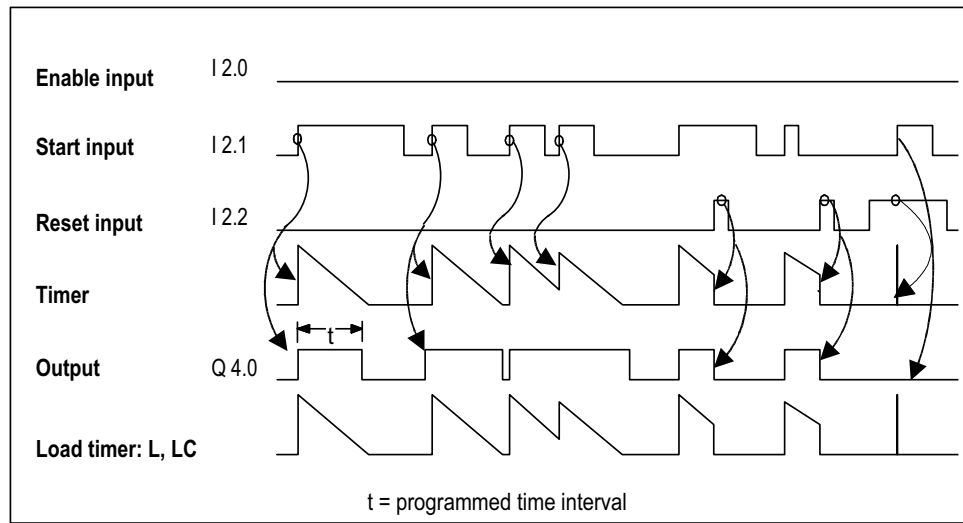 Enable input I 2.0
Start input I 2.1
Reset input I 2.2
Timer
t
Output Q 4.0
Load timer: L, LC
t = programmed time interval